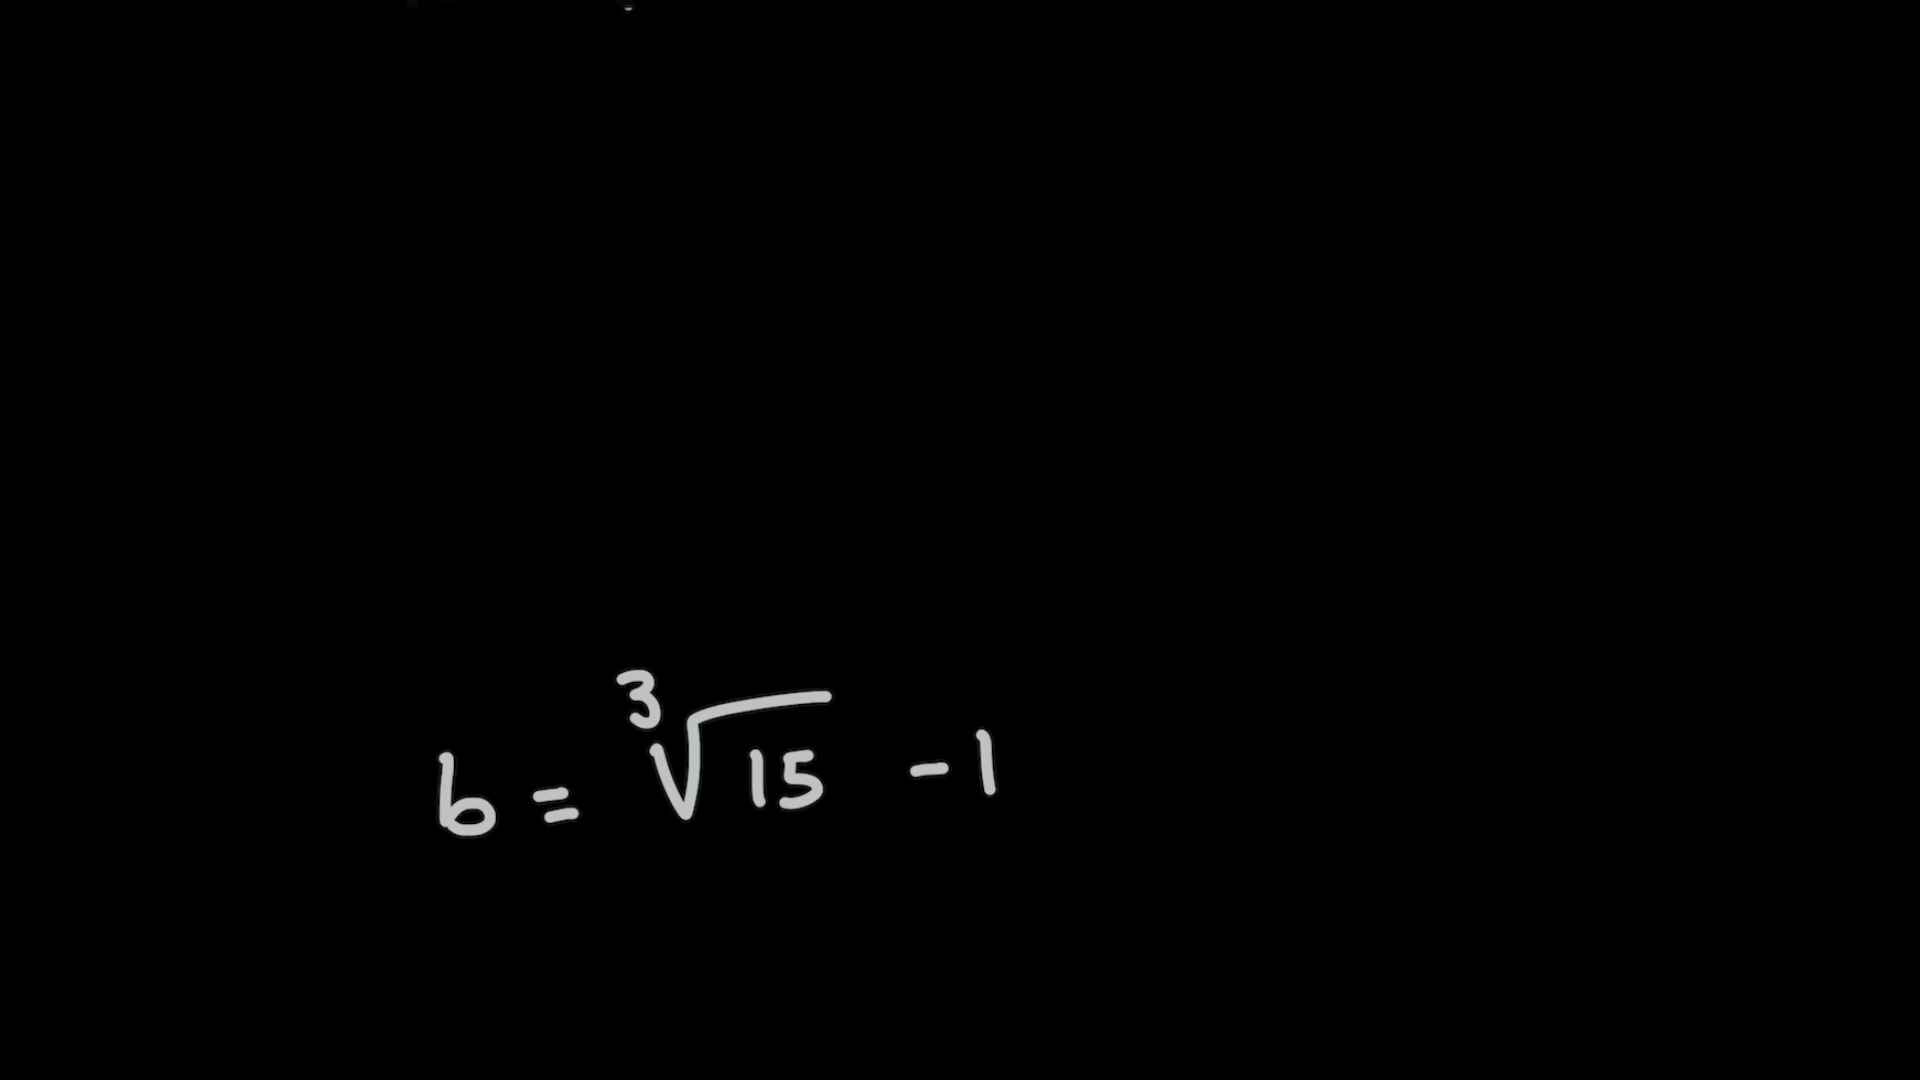 b = ∛15 - 1